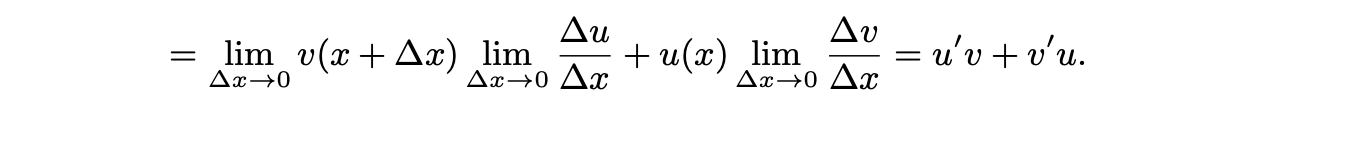 = lim_{Δx→0} v(x + Δx) lim_{Δx→0} Δu/Δx + u(x) lim_{Δx→0} Δv/Δx = u′v + v′u.